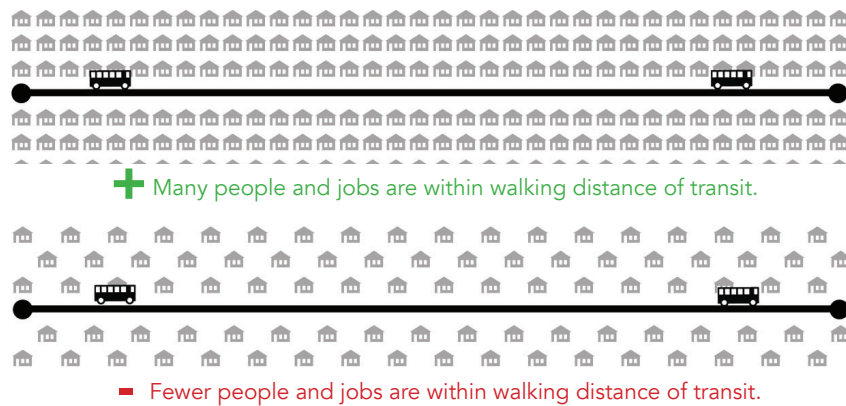 + Many people and jobs are within walking distance of transit.
- Fewer people and jobs are within walking distance of transit.